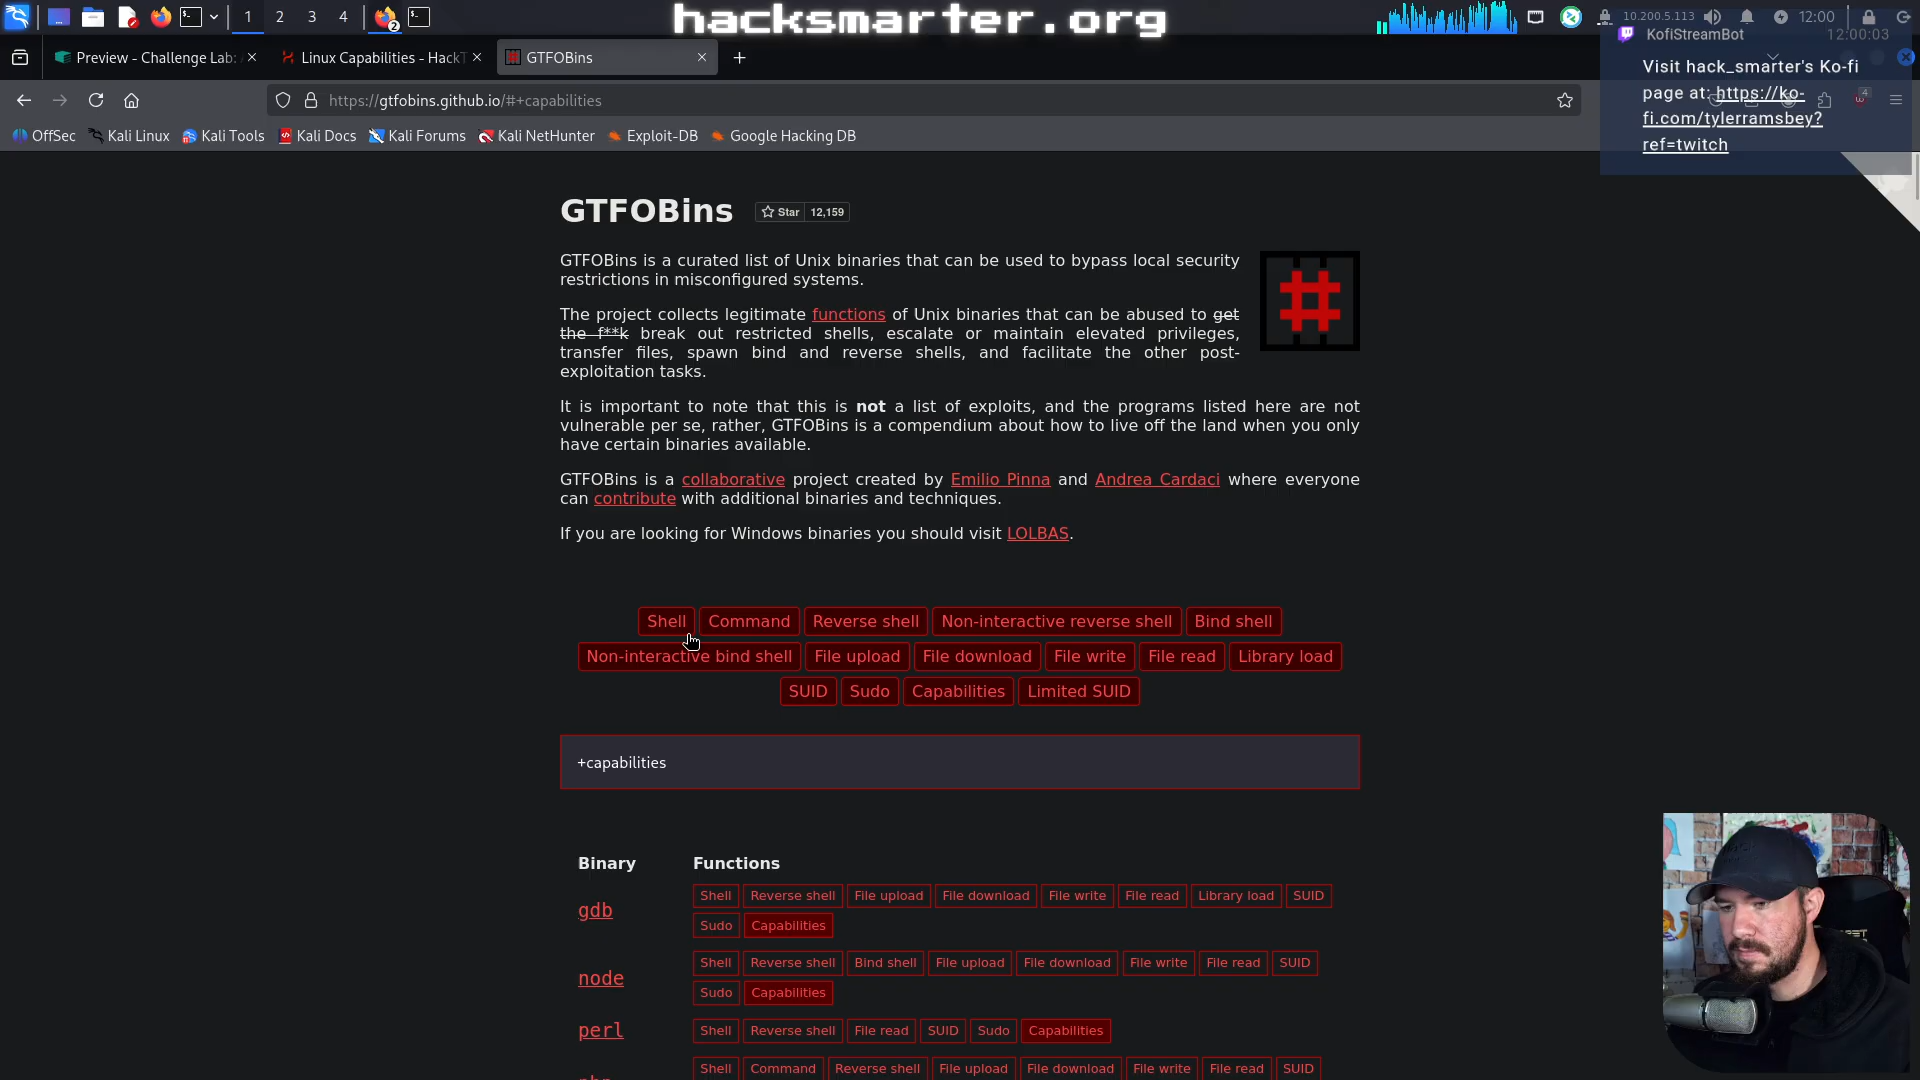 1 2 3 4 2
hacksmarter.org
10.200.5.113 12:00
KofiStreamBot 12:00:03
Visit hack_smarter's Ko-fi
page at: https://ko-
fi.com/tylerramsbey?
ref=twitch
Preview - Challenge Lab:
Linux Capabilities - HackT
GTFOBins
https://gtfobins.github.io/#+capabilities
4
OffSec Kali Linux Kali Tools Kali Docs Kali Forums Kali NetHunter Exploit-DB Google Hacking DB
GTFOBins Star 12,159
GTFOBins is a curated list of Unix binaries that can be used to bypass local security
restrictions in misconfigured systems.
The project collects legitimate functions of Unix binaries that can be abused to get
the f**k break out restricted shells, escalate or maintain elevated privileges,
transfer files, spawn bind and reverse shells, and facilitate the other post-
exploitation tasks.
It is important to note that this is not a list of exploits, and the programs listed here are not
vulnerable per se, rather, GTFOBins is a compendium about how to live off the land when you only
have certain binaries available.
GTFOBins is a collaborative project created by Emilio Pinna and Andrea Cardaci where everyone
can contribute with additional binaries and techniques.
If you are looking for Windows binaries you should visit LOLBAS.
Shell Command Reverse shell Non-interactive reverse shell Bind shell
Non-interactive bind shell File upload File download File write File read Library load
SUID Sudo Capabilities Limited SUID
+capabilities
Binary Functions
gdb
Shell Reverse shell File upload File download File write File read Library load SUID
Sudo Capabilities
node
Shell Reverse shell Bind shell File upload File download File write File read SUID
Sudo Capabilities
perl
Shell Reverse shell File read SUID Sudo Capabilities
Shell Command Reverse shell File upload File download File write File read SUID